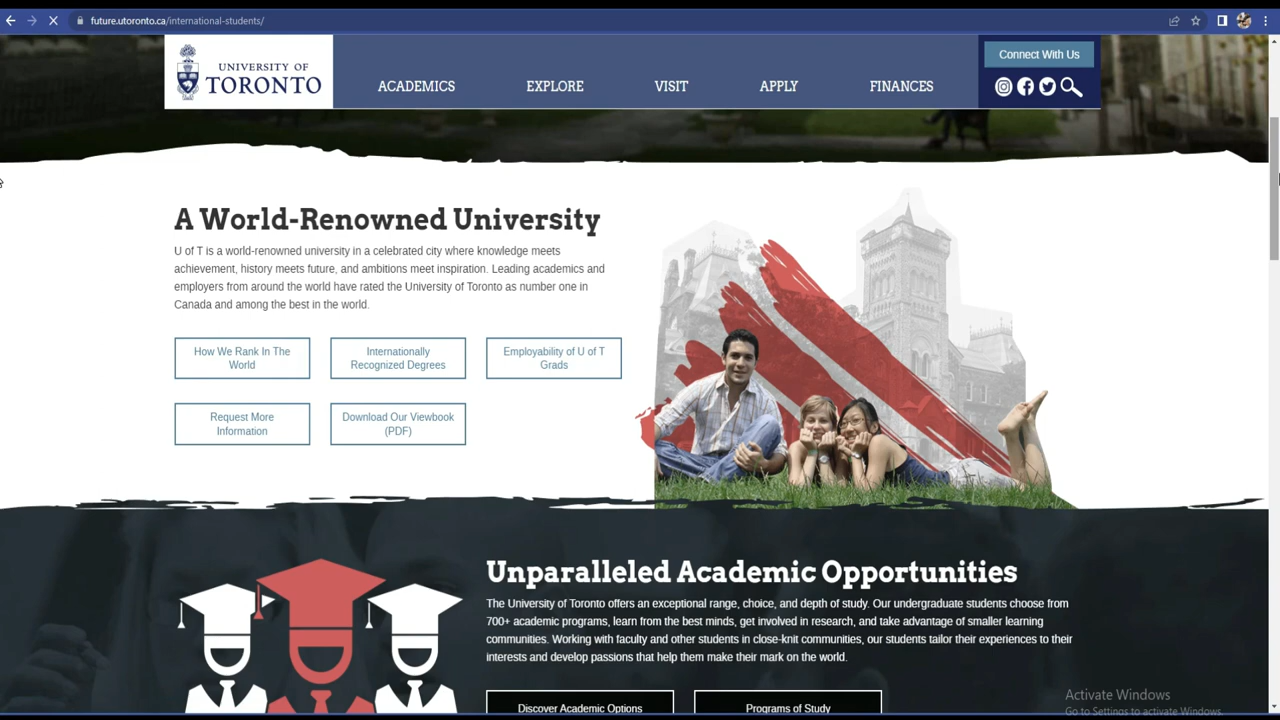 future.utoronto.ca/international-students/
UNIVERSITY OF
TORONTO
ACADEMICS
EXPLORE
VISIT
APPLY
FINANCES
Connect With Us
A World-Renowned University
U of T is a world-renowned university in a celebrated city where knowledge meets
achievement, history meets future, and ambitions meet inspiration. Leading academics and
employers from around the world have rated the University of Toronto as number one in
Canada and among the best in the world.
How We Rank In The
World
Internationally
Recognized Degrees
Employability of U of T
Grads
Request More
Information
Download Our Viewbook
(PDF)
Unparalleled Academic Opportunities
The University of Toronto offers an exceptional range, choice, and depth of study. Our undergraduate students choose from
700+ academic programs, learn from the best minds, get involved in research, and take advantage of smaller learning
communities. Working with faculty and other students in close-knit communities, our students tailor their experiences to their
interests and develop passions that help them make their mark on the world.
Discover Academic Options
Programs of Study
Activate Windows
Go to Settings to activate Windows.